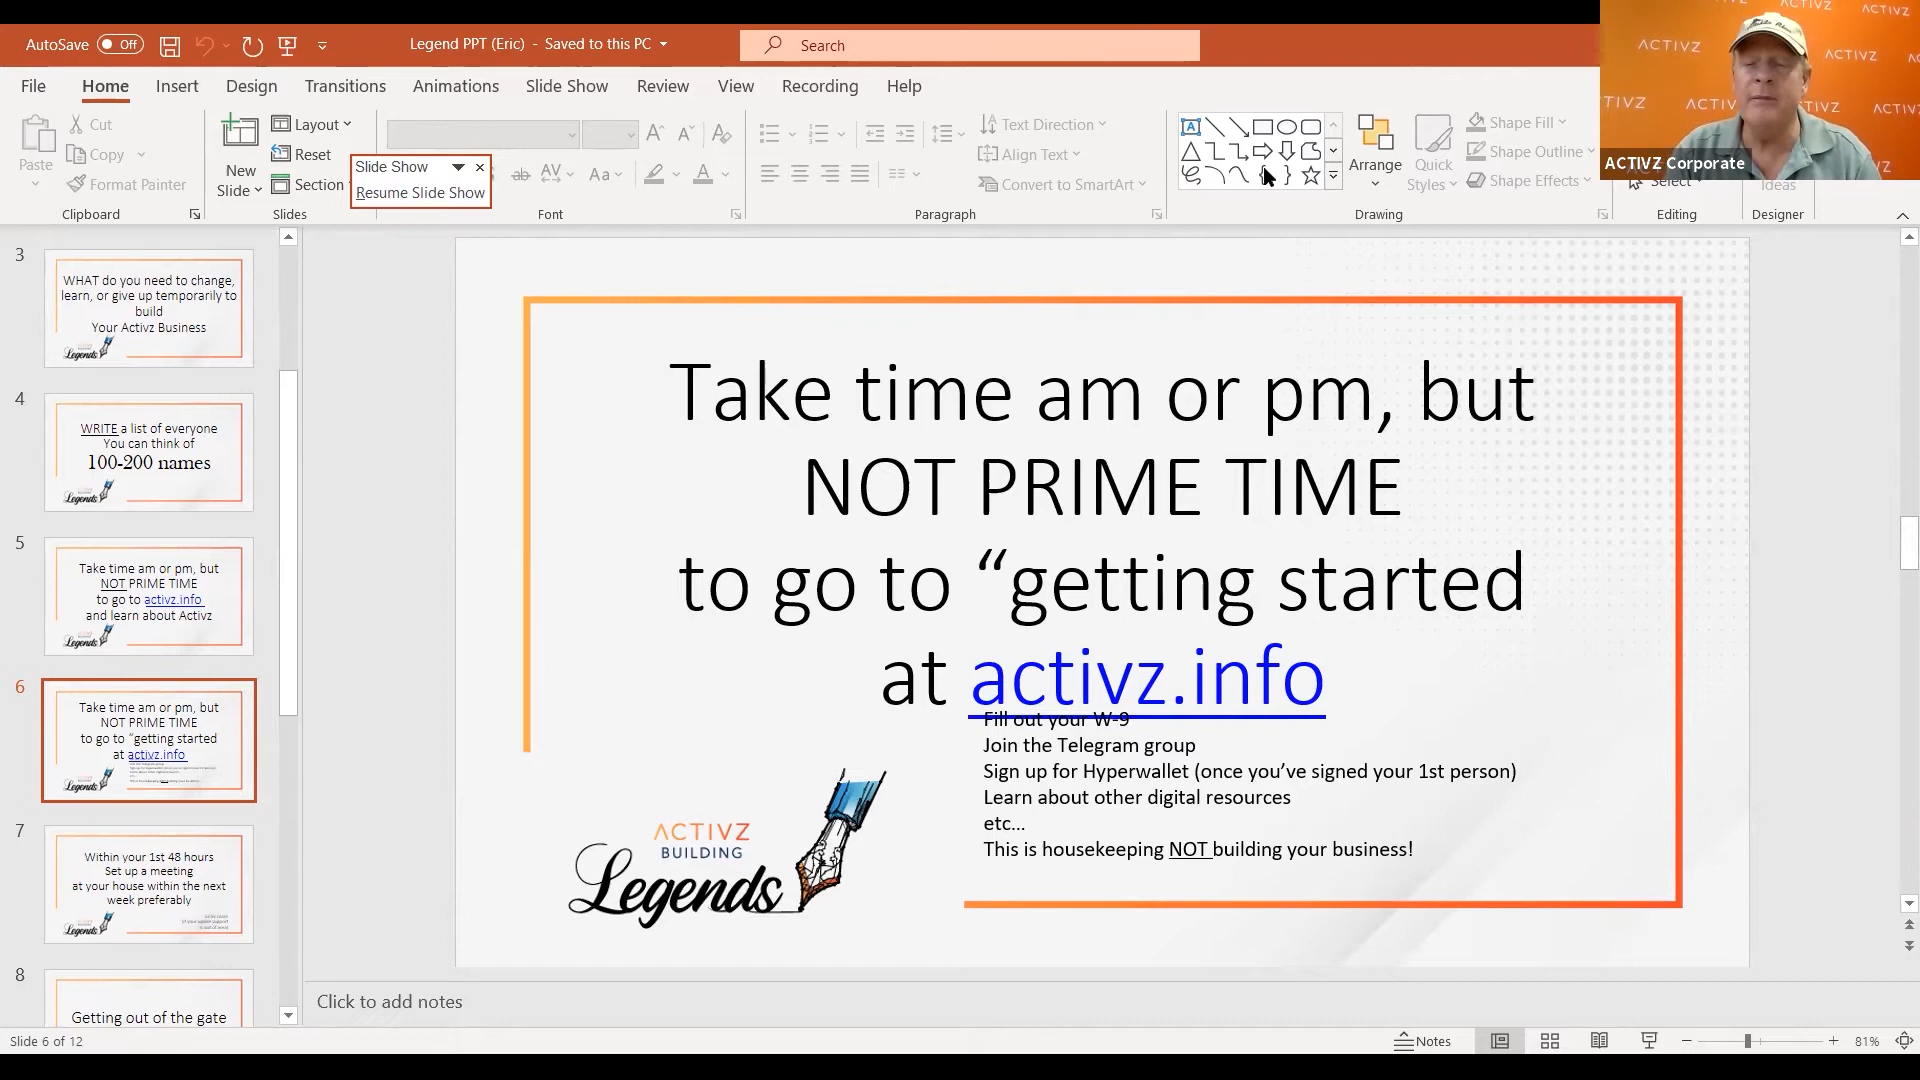 AutoSave Off
Legend PPT (Eric) - Saved to this PC
Search
File Home Insert Design Transitions Animations Slide Show Review View Recording Help
Paste
Cut
Copy
Format Painter
Clipboard
New
Slide
Layout
Reset
Section
Slides
Slide Show
Resume Slide Show
ab
AV
Aa
A
Font
Text Direction
Align Text
Convert to SmartArt
Paragraph
Arrange
Quick
Styles
Shape Fill
Shape Outline
Shape Effects
Drawing
Select
Editing
Ideas
Designer
ACTIVZ
ACTIVZ
ACTIVZ
ACTIVZ
ACTIVZ Corporate
3
WHAT do you need to change,
learn, or give up temporarily to
build
Your Activz Business
Legends
4
WRITE a list of everyone
You can think of
100-200 names
Legends
5
Take time am or pm, but
NOT PRIME TIME
to go to activz.info
and learn about Activz
Legends
6
Take time am or pm, but
NOT PRIME TIME
to go to “getting started
at activz.info
Legends
7
Within your 1st 48 hours
Set up a meeting
at your house within the next
week preferably
Legends
8
Getting out of the gate
Take time am or pm, but
NOT PRIME TIME
to go to “getting started
at activz.info
Fill out your W-9
Join the Telegram group
Sign up for Hyperwallet (once you’ve signed your 1st person)
Learn about other digital resources
etc...
This is housekeeping NOT building your business!
ACTIVZ
BUILDING
Legends
Click to add notes
Slide 6 of 12
Notes
81%